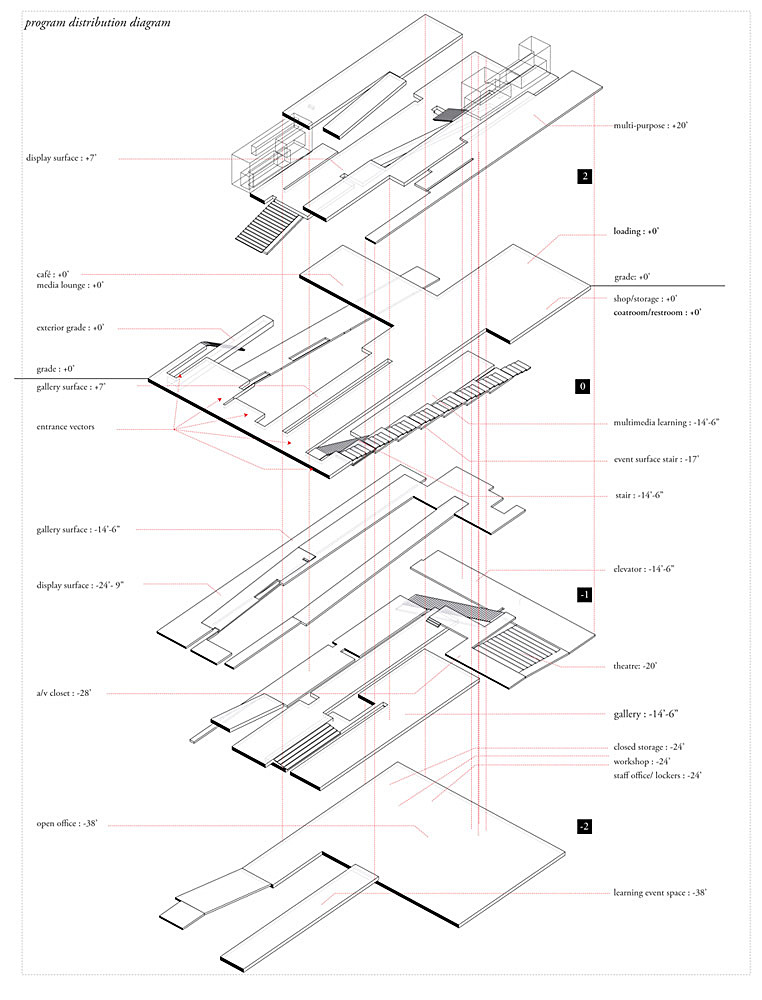 program distribution diagram
multi-purpose : +20'
display surface : +7'
2
loading : +0'
café : +0'
media lounge : +0'
grade: +0'
shop/storage : +0'
coatroom/restroom : +0'
exterior grade : +0'
grade : +0'
gallery surface : +7'
0
multimedia learning : -14'-6"
entrance vectors
event surface stair : -17'
stair : -14'-6"
gallery surface : -14'-6"
elevator : -14'-6"
display surface : -24'- 9"
-1
theatre: -20'
a/v closet : -28'
gallery : -14'-6"
closed storage : -24'
workshop : -24'
staff office/ lockers : -24'
open office : -38'
-2
learning event space : -38'